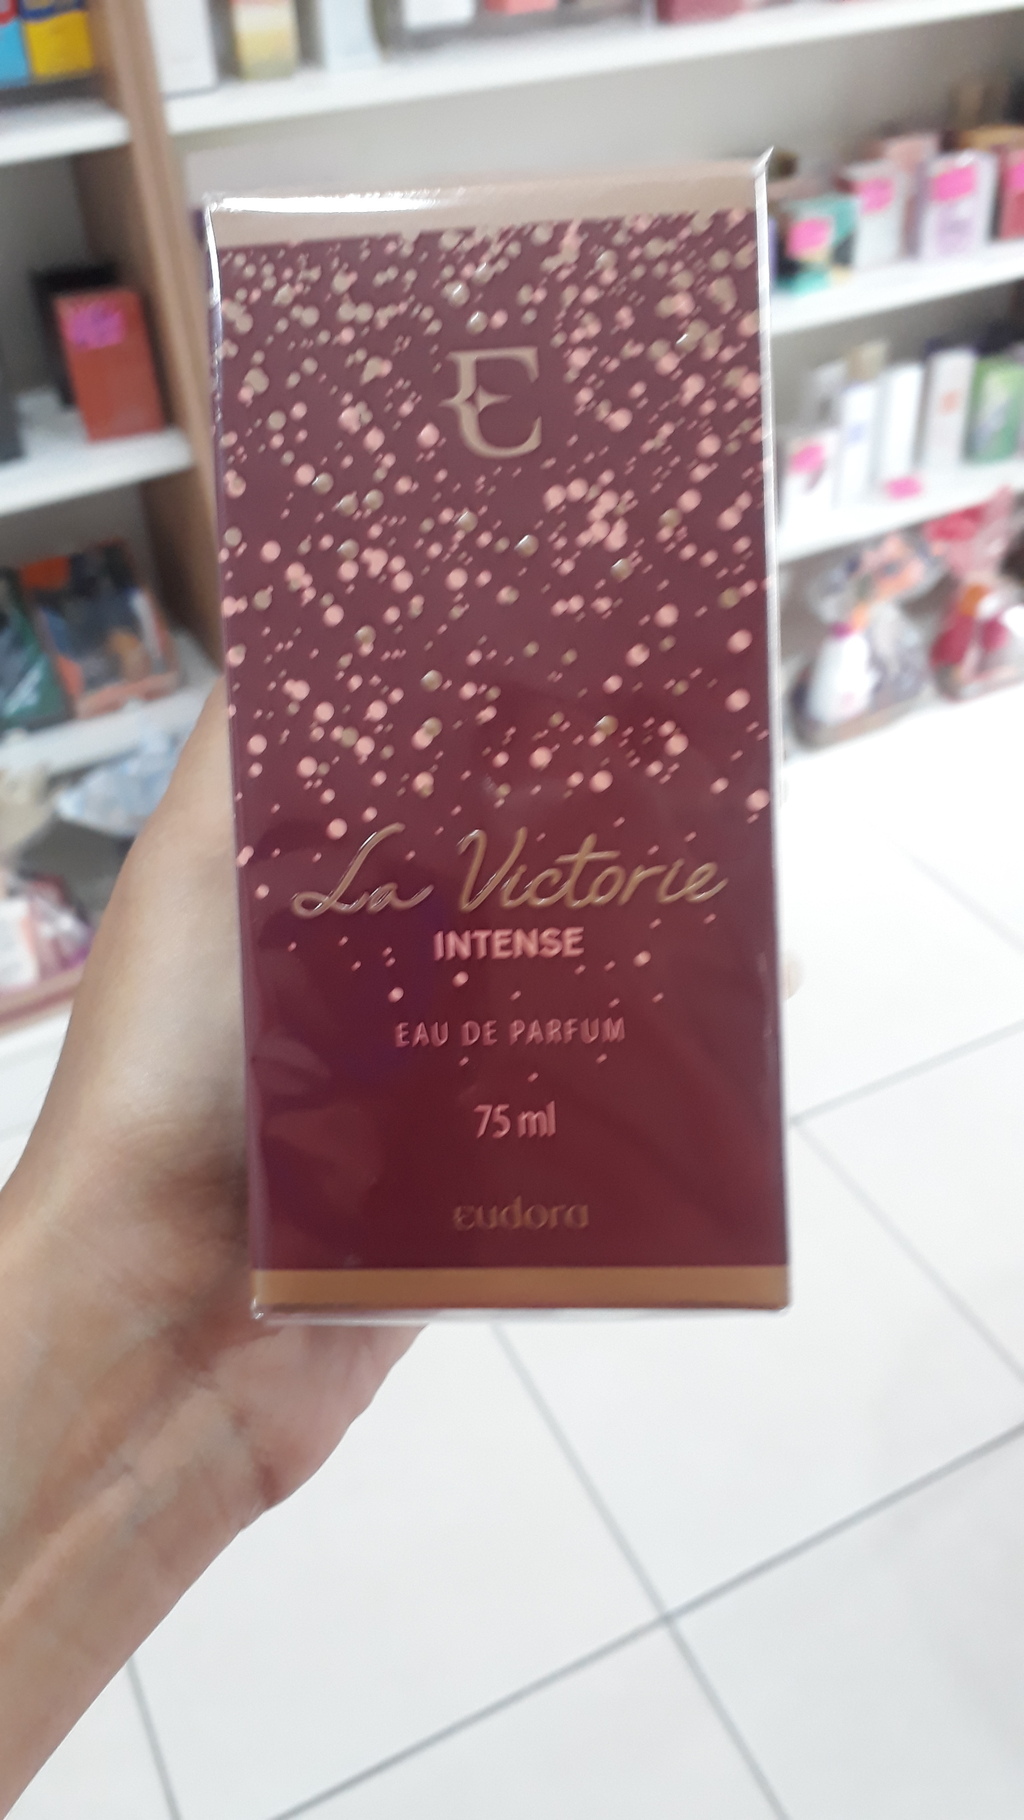 E
La Victorie
INTENSE
EAU DE PARFUM
75 ml
eudora